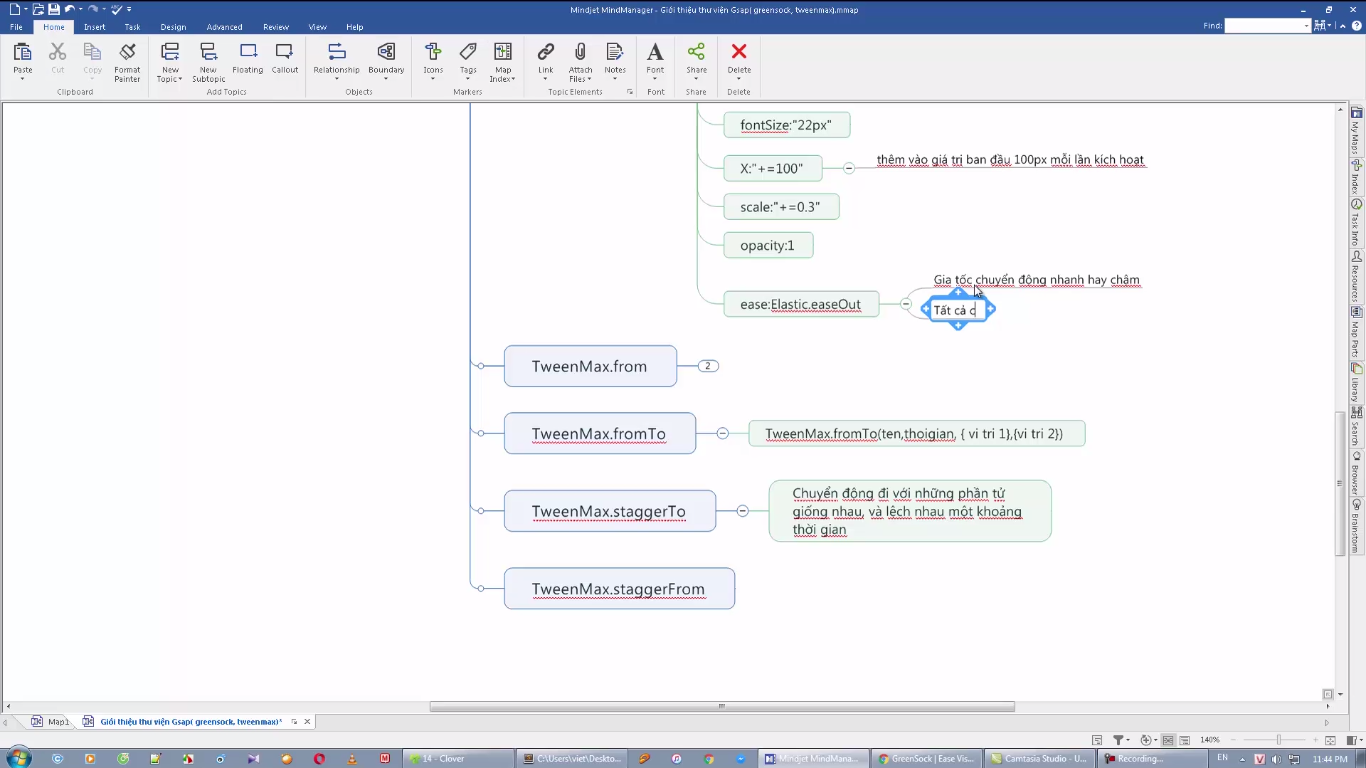 Mindjet MindManager - Giới thiệu thư viện Gsap( greensock, tweenmax).mmap
File Home Insert Task Design Advanced Review View Help Find:
Paste Cut Copy Format Painter New Topic New Subtopic Floating Callout Relationship Boundary Icons Tags Map Index Link Attach Files Notes Font Share Delete
Clipboard Add Topics Objects Markers Topic Elements Font Share Delete
fontSize:"22px"
X:"+=100" thêm vào giá trị ban đầu 100px mỗi lần kích hoạt
scale:"+=0.3"
opacity:1
Gia tốc chuyển động nhanh hay chậm
ease:Elastic.easeOut
Tất cả c
TweenMax.from 2
TweenMax.fromTo TweenMax.fromTo(ten,thoigian, { vi tri 1},{vi tri 2})
TweenMax.staggerTo
Chuyển động đi với những phần tử
giống nhau, và lệch nhau một khoảng
thời gian
TweenMax.staggerFrom
My Maps
Index
Task Info
Resources
Map Parts
Library
Search
Browser
Brainstorm
Map1 Giới thiệu thư viện Gsap( greensock, tweenmax)*
140%
14 - Clover C:\Users\viet\Deskto... Mindjet MindMana... GreenSock | Ease Vis... Camtasia Studio - U... Recording... EN 11:44 PM